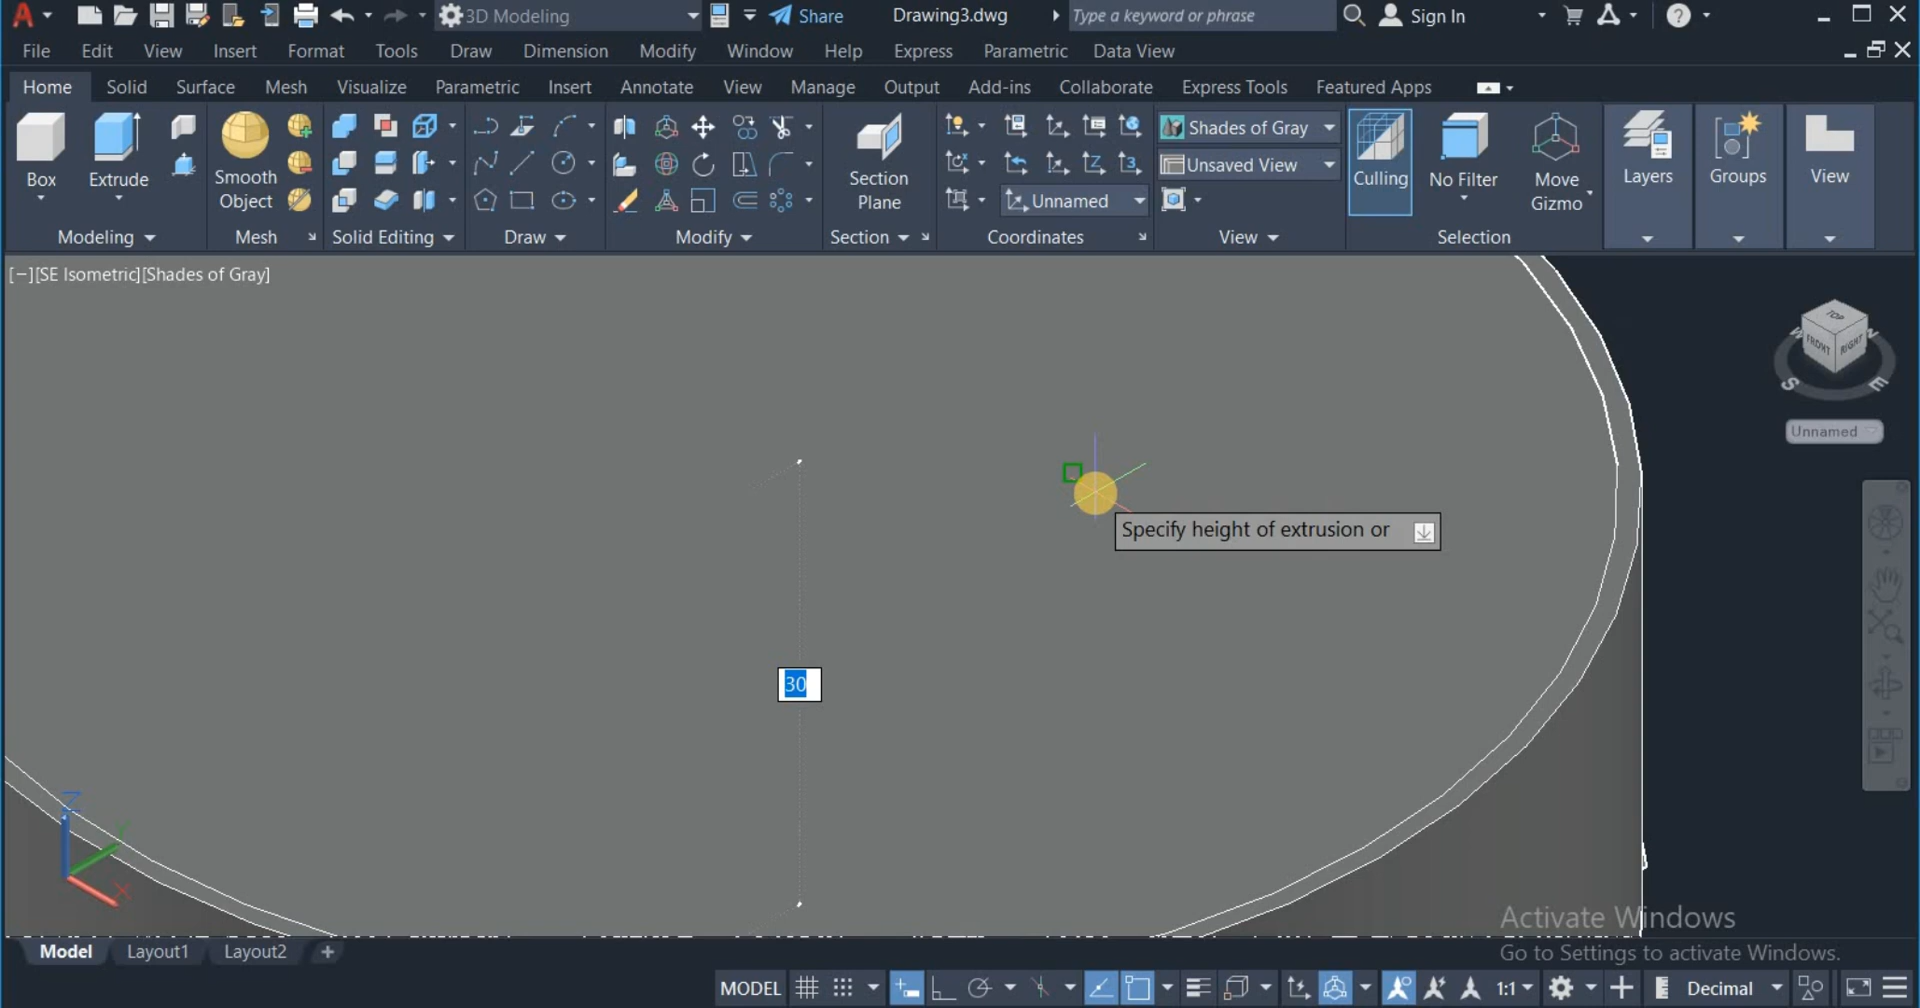 3D Modeling Share Drawing3.dwg Type a keyword or phrase Sign In
File Edit View Insert Format Tools Draw Dimension Modify Window Help Express Parametric Data View
Home Solid Surface Mesh Visualize Parametric Insert Annotate View Manage Output Add-ins Collaborate Express Tools Featured Apps
Shades of Gray
Unsaved View
Unnamed
Box Extrude Smooth Object Section Plane Culling No Filter Move Gizmo Layers Groups View
Modeling Mesh Solid Editing Draw Modify Section Coordinates View Selection
[−][SE Isometric][Shades of Gray]
TOP
FRONT RIGHT
W N
S E
Unnamed
Specify height of extrusion or
30
Z
Y
X
Activate Windows
Go to Settings to activate Windows.
Model Layout1 Layout2 +
MODEL 1:1 Decimal